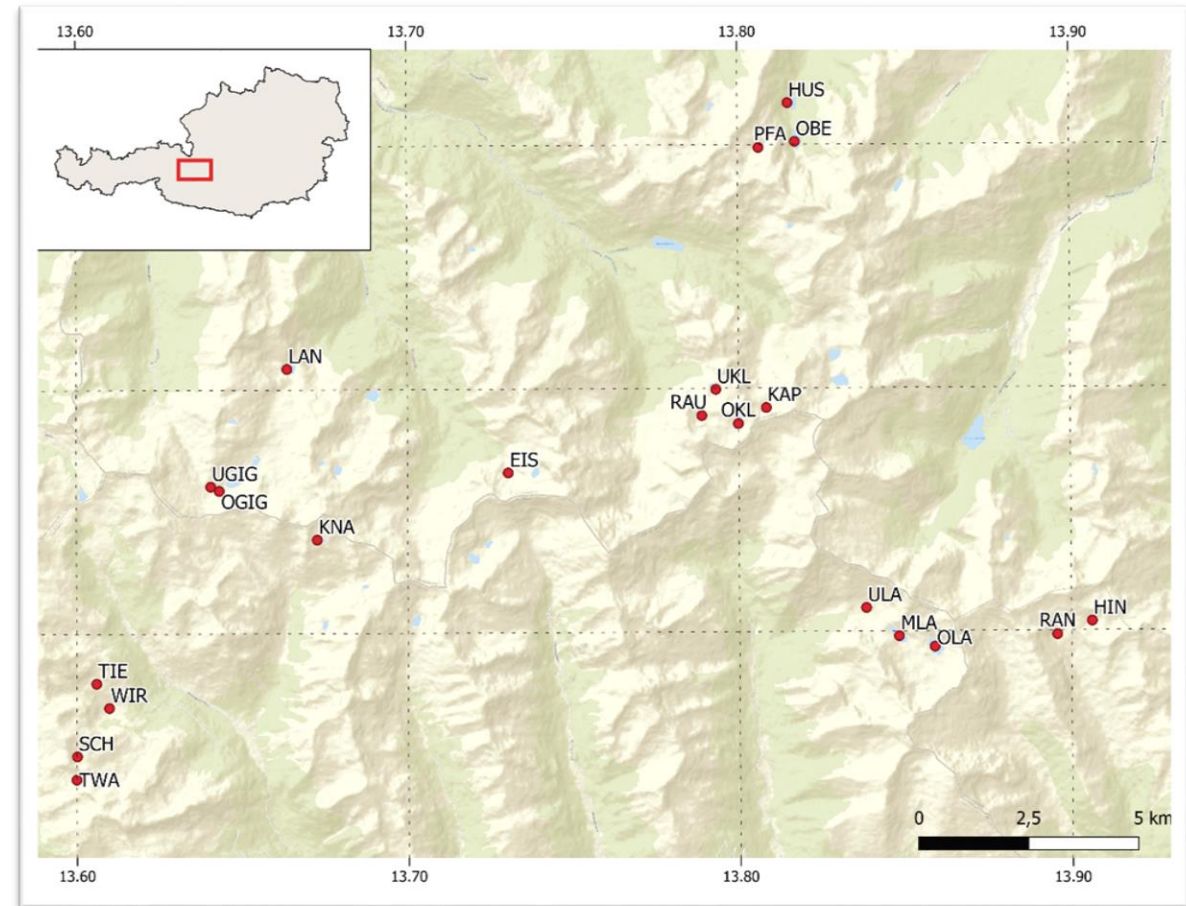 13.60 13.70 13.80 13.90
HUS
PFA OBE
LAN
UKL
RAU OKL KAP
EIS
UGIG
OGIG
KNA
ULA
MLA
OLA
RAN HIN
TIE
WIR
SCH
TWA
0 2,5 5 km
13.60 13.70 13.80 13.90